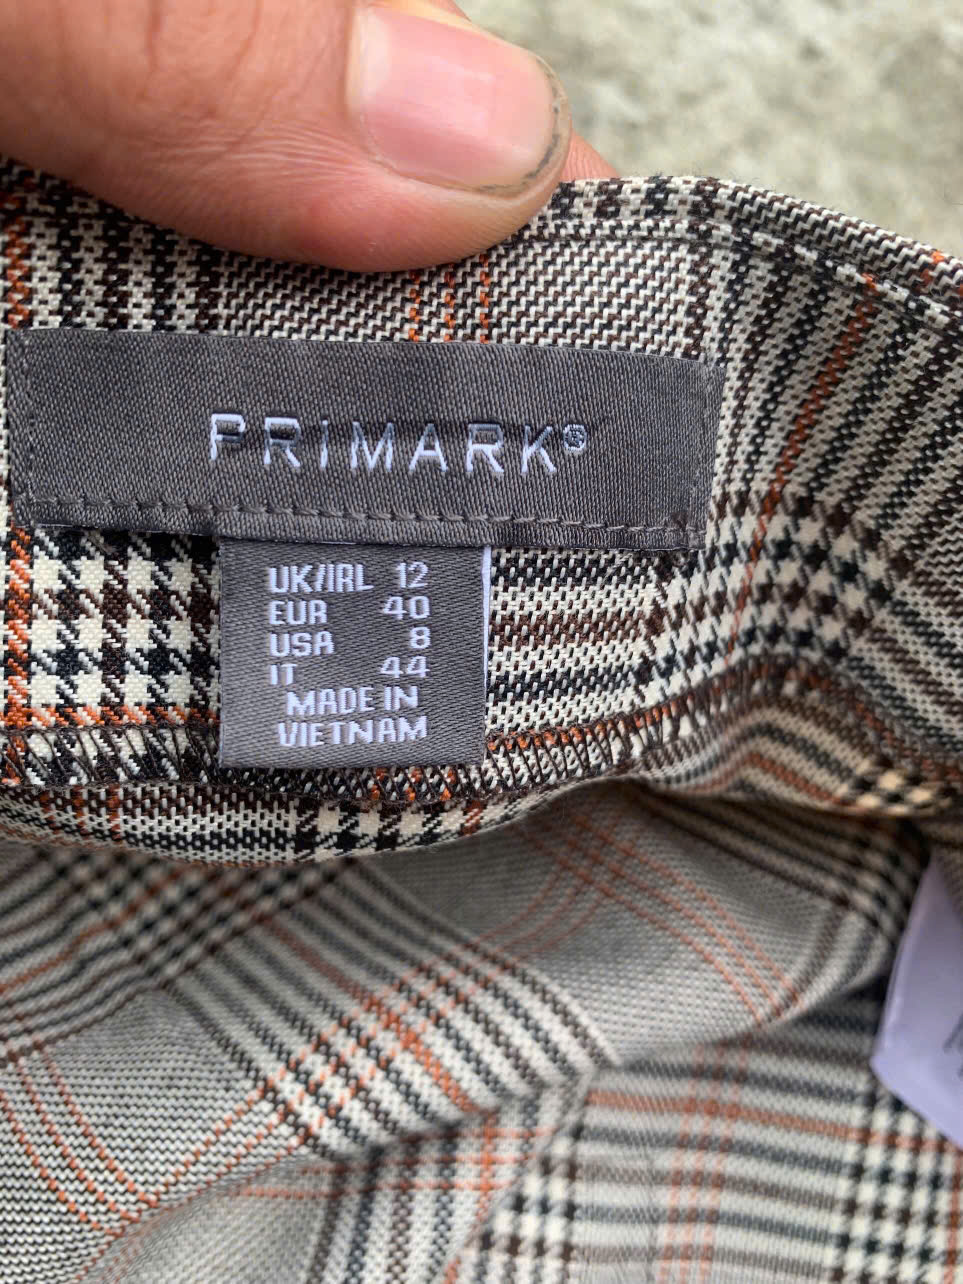 PRiMARK®
UK/IRL 12
EUR 40
USA 8
IT 44
MADE IN
VIETNAM